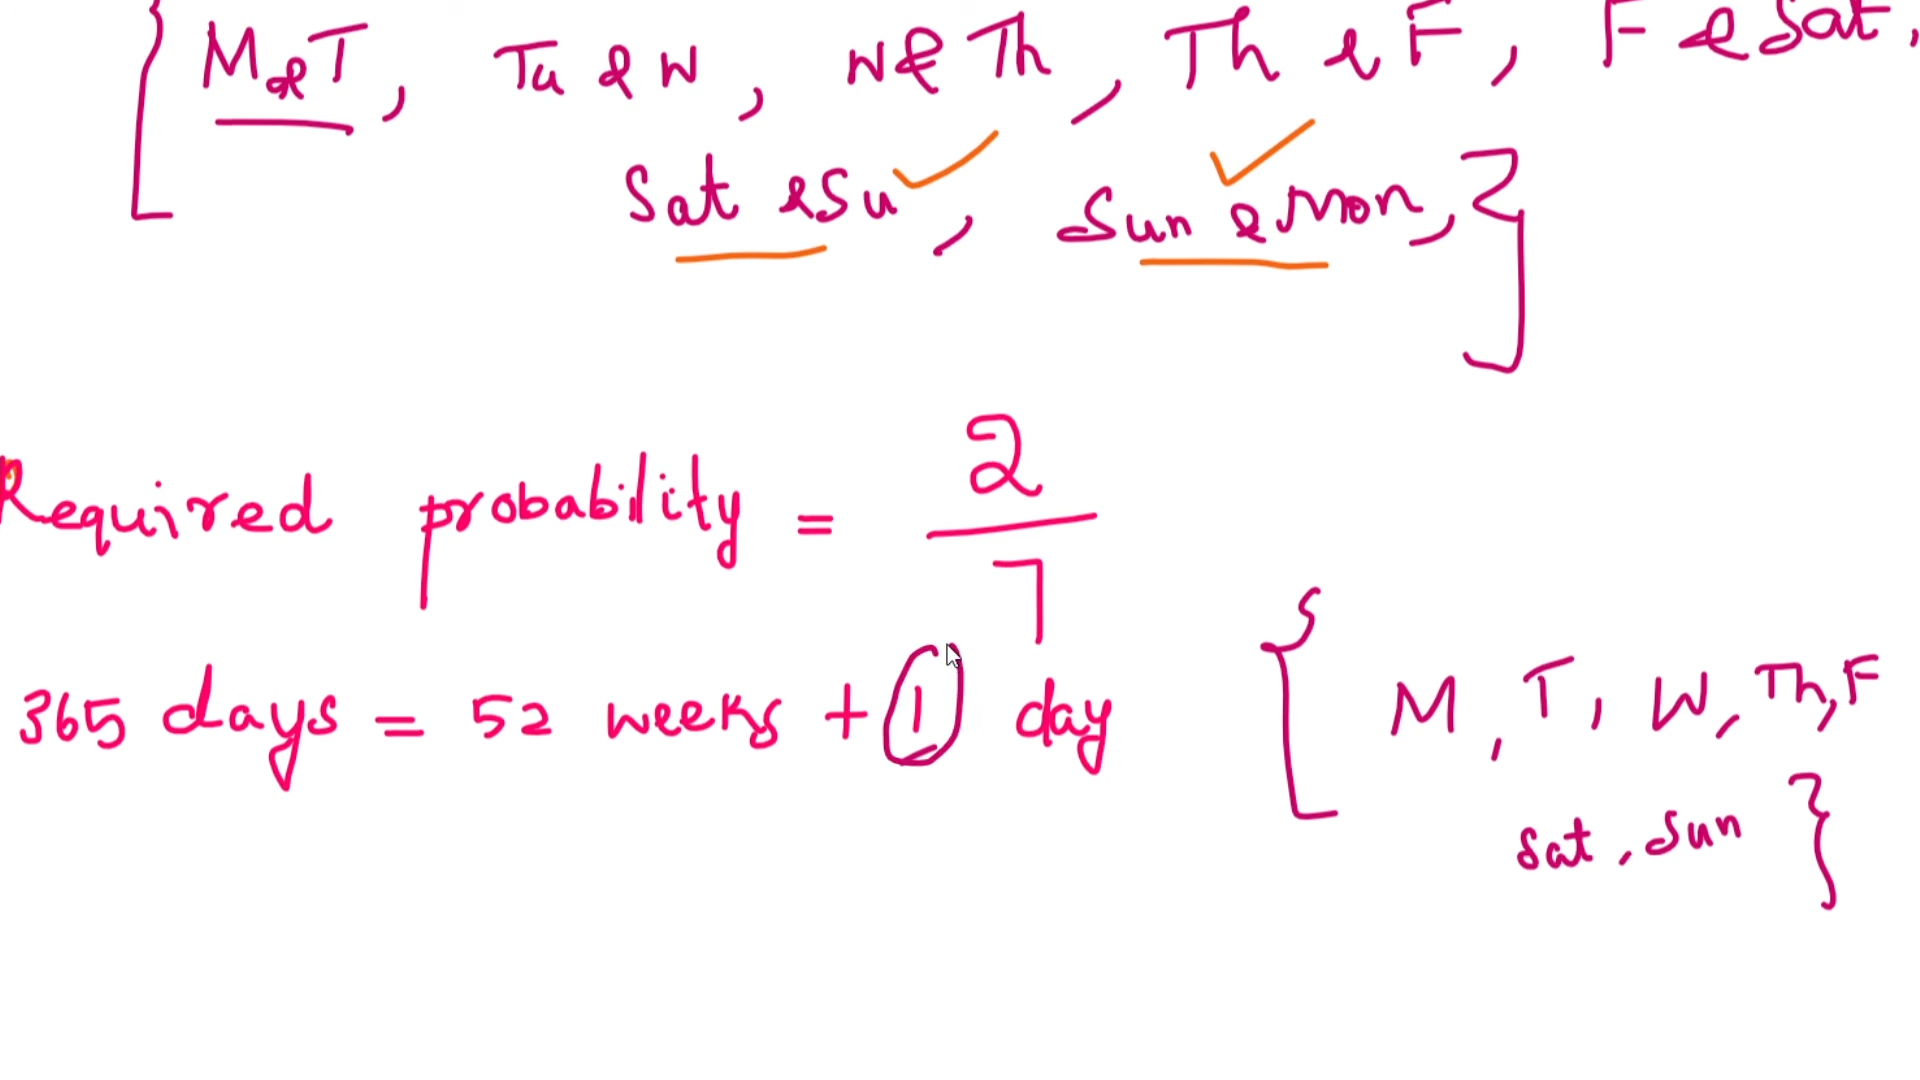 {M & T, Tu & W, W & Th, Th & F, F & Sat,
Sat & Su, Sun & Mon,}
Required probability = 2/7
365 days = 52 weeks + 1 day {M, T, W, Th, F
Sat, Sun}